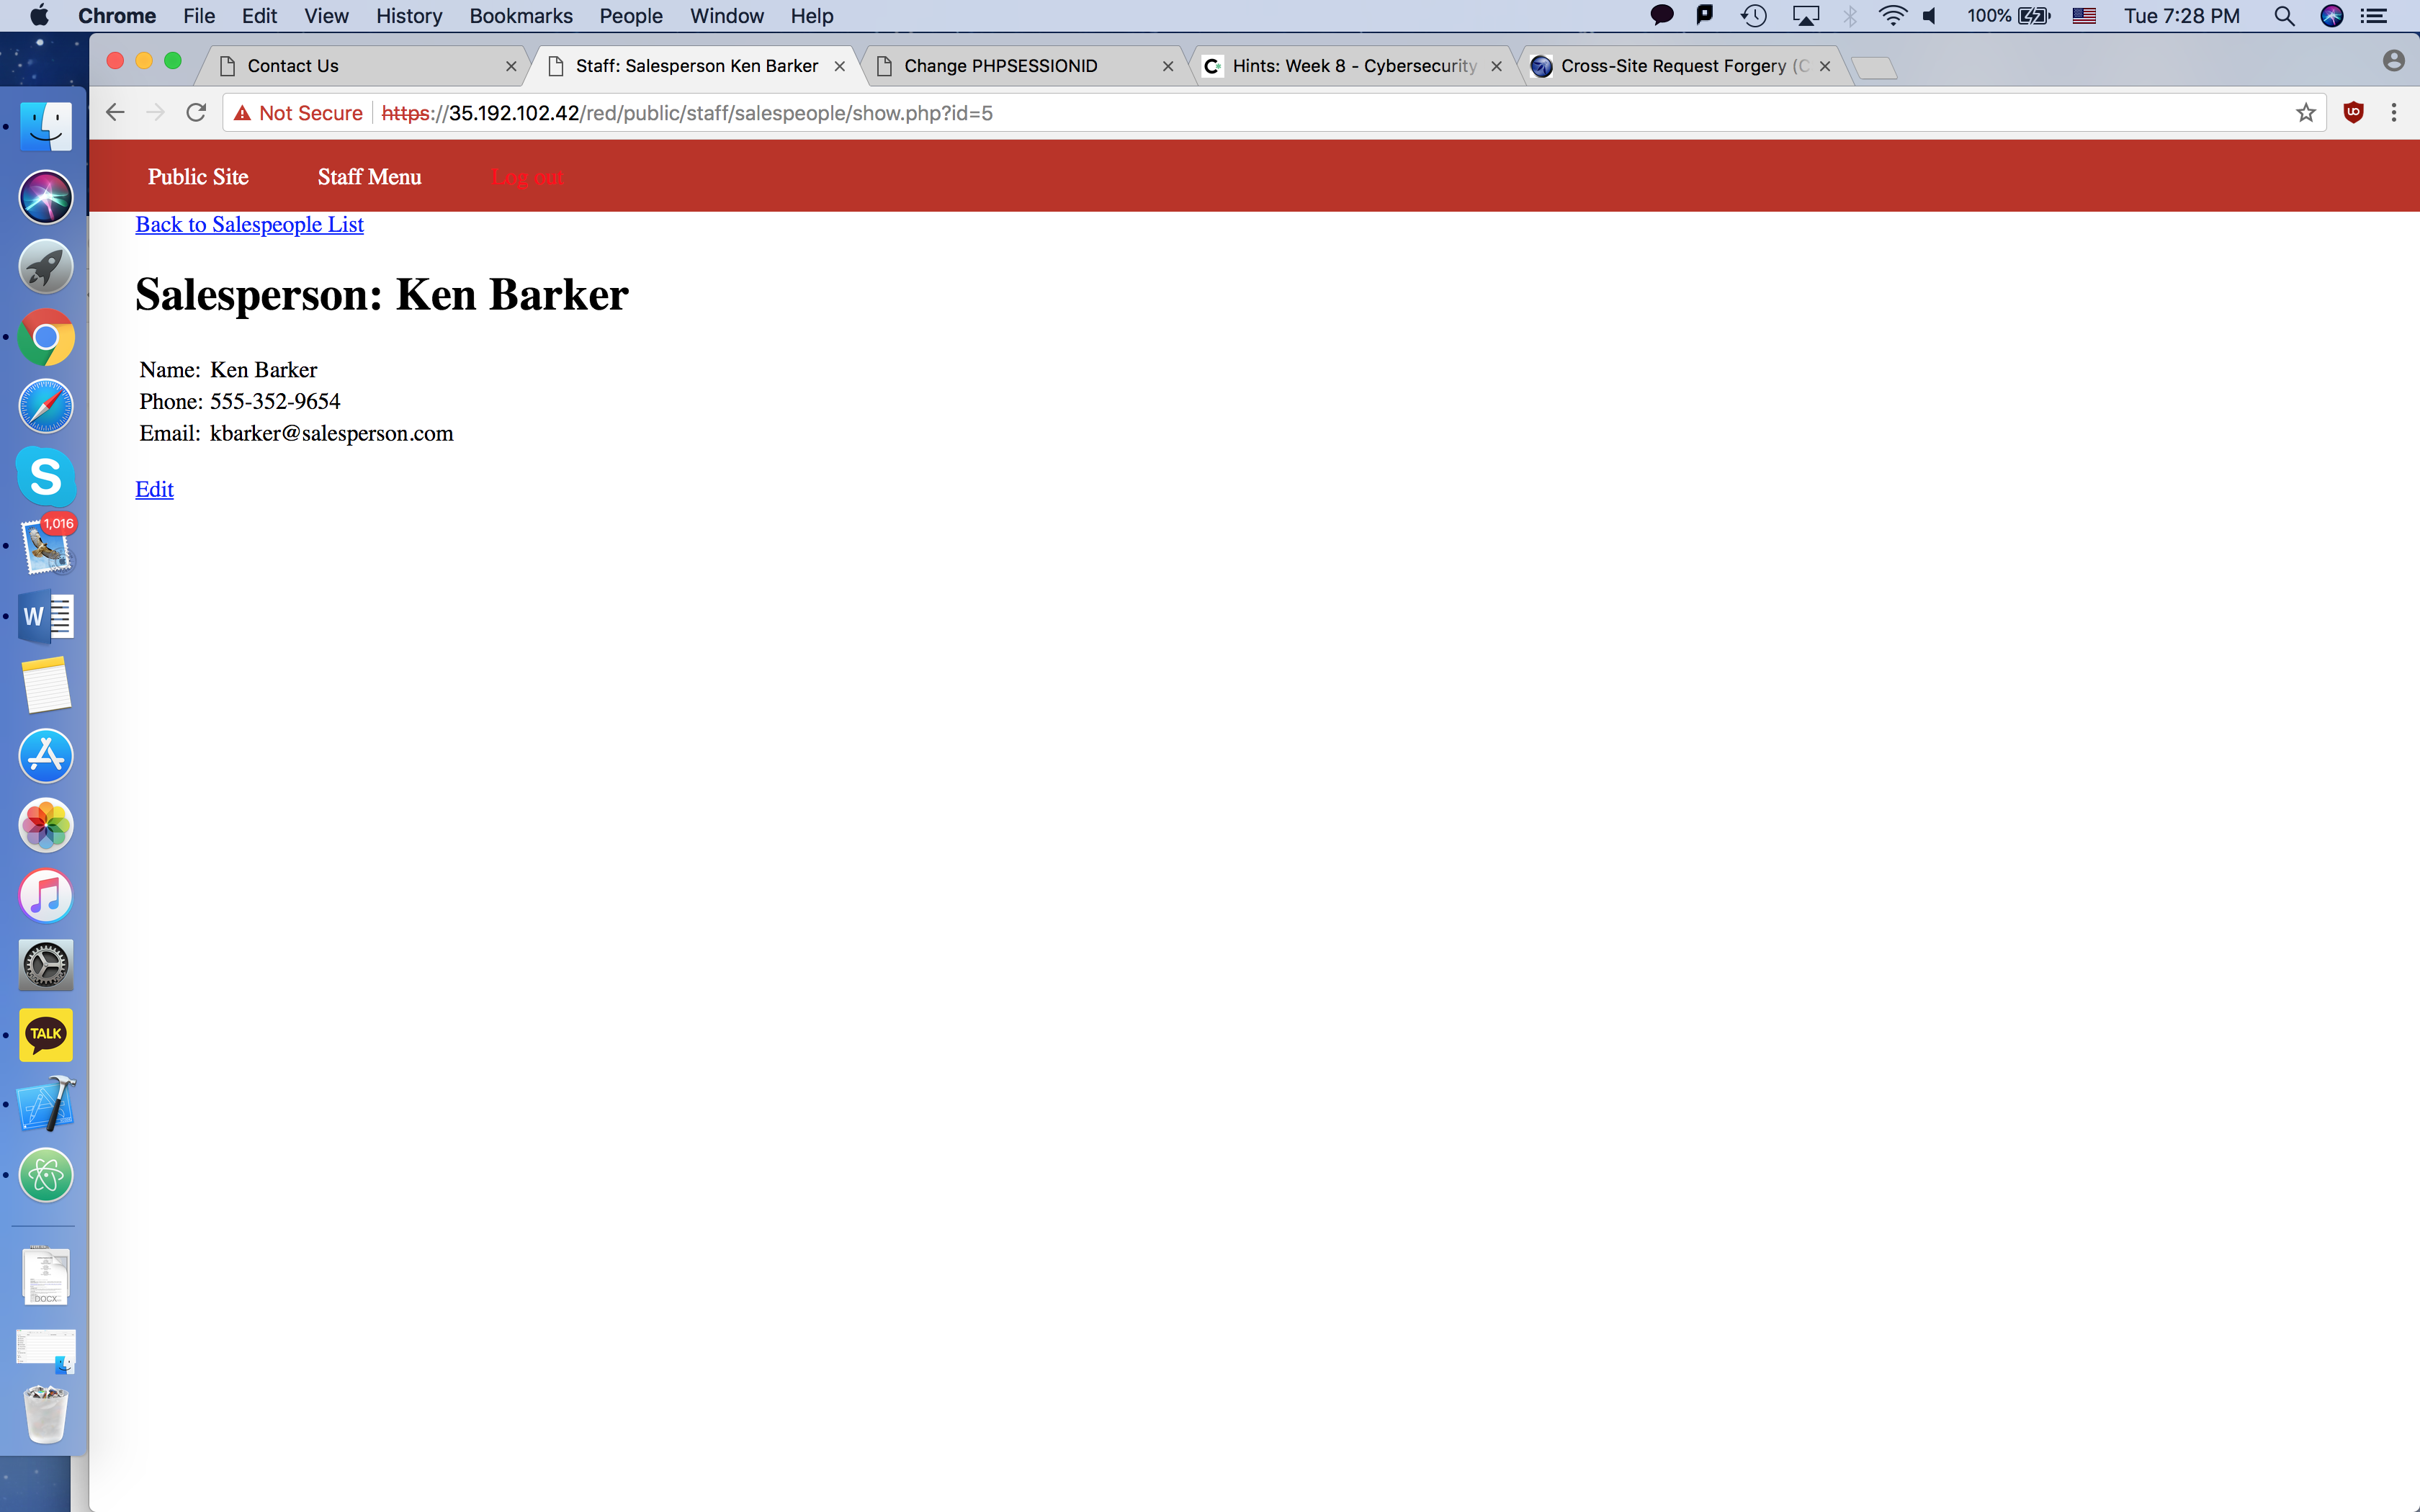 Chrome File Edit View History Bookmarks People Window Help 100% Tue 7:28 PM
Contact Us Staff: Salesperson Ken Barker Change PHPSESSIONID Hints: Week 8 - Cybersecurity Cross-Site Request Forgery (C
Not Secure https://35.192.102.42/red/public/staff/salespeople/show.php?id=5
Public Site Staff Menu Log out
Back to Salespeople List
Salesperson: Ken Barker
Name: Ken Barker
Phone: 555-352-9654
Email: kbarker@salesperson.com
Edit
S
1,016
W
TALK
DOCX